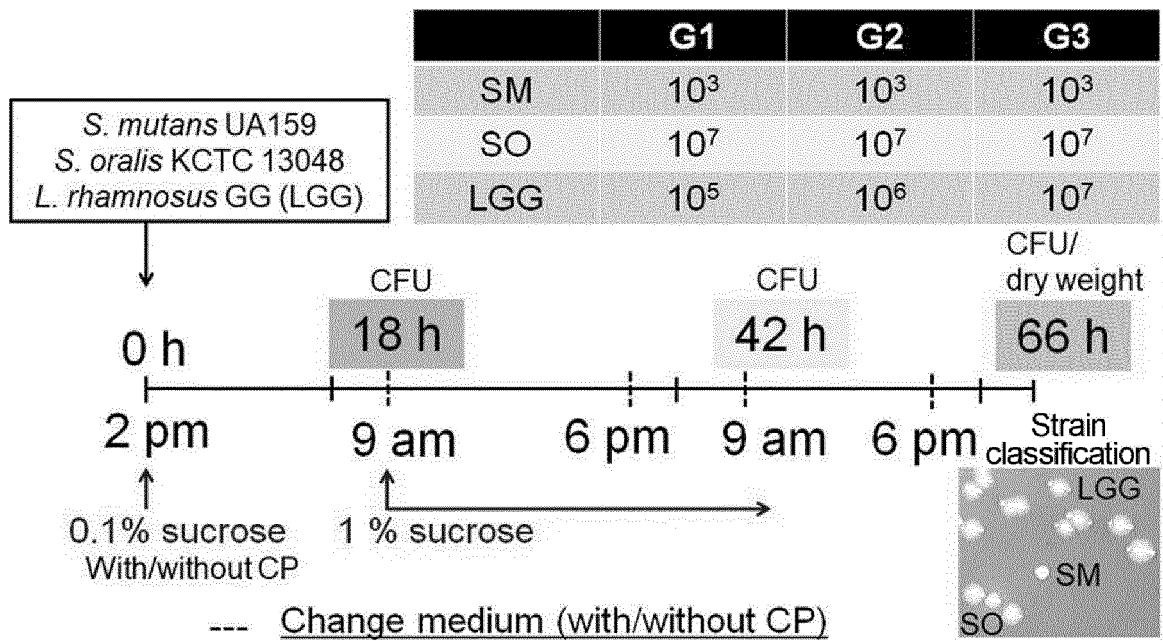 G1 G2 G3
SM 10³ 10³ 10³
SO 10⁷ 10⁷ 10⁷
LGG 10⁵ 10⁶ 10⁷
S. mutans UA159
S. oralis KCTC 13048
L. rhamnosus GG (LGG)
CFU CFU CFU/
dry weight
0 h 18 h 42 h 66 h
2 pm 9 am 6 pm 9 am 6 pm Strain
classification
0.1% sucrose 1 % sucrose
With/without CP
LGG
SM
SO
--- Change medium (with/without CP)